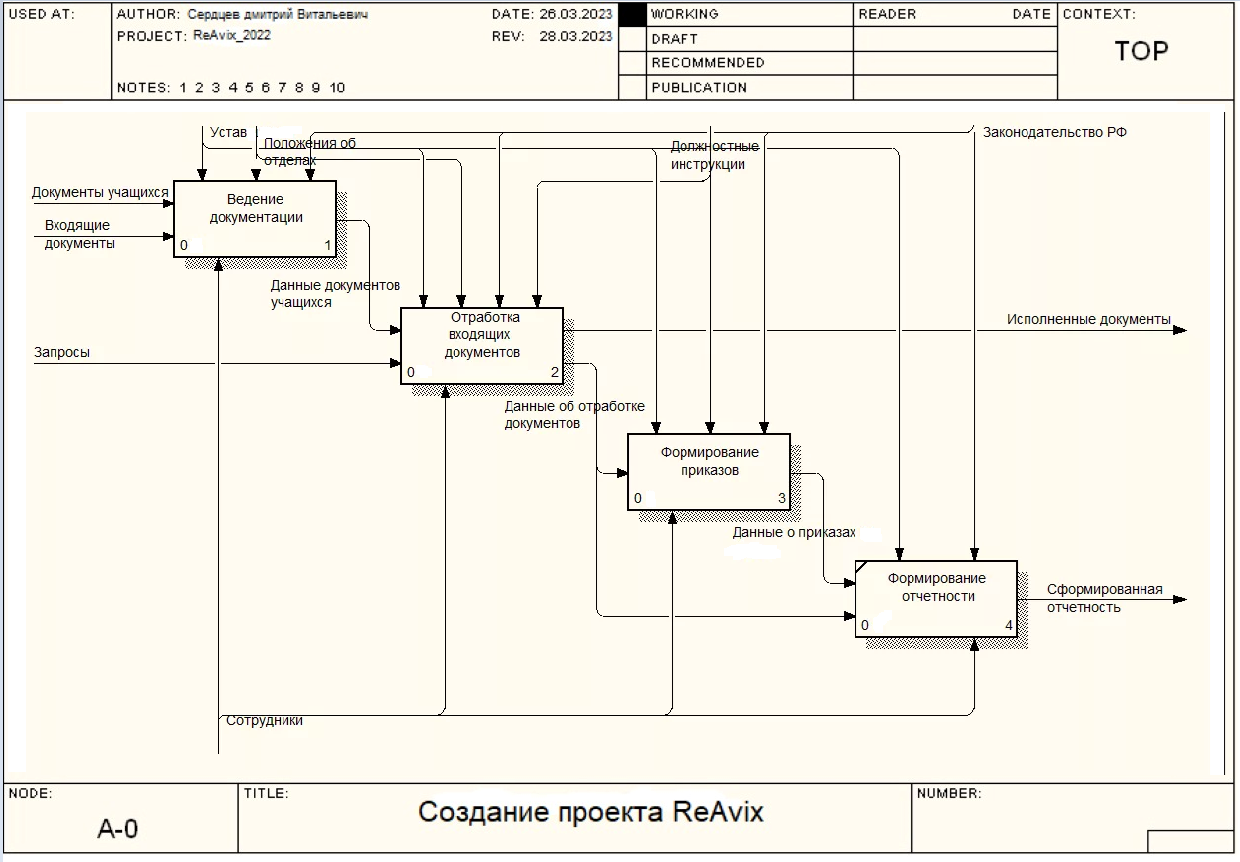 USED AT:
AUTHOR: Сердцев дмитрий Витальевич
DATE: 26.03.2023
PROJECT: ReAvix_2022
REV: 28.03.2023
NOTES: 1 2 3 4 5 6 7 8 9 10
WORKING
DRAFT
RECOMMENDED
PUBLICATION
READER
DATE
CONTEXT:
TOP
Устав
Положения об
отделах
Должностные
инструкции
Законодательство РФ
Документы учащихся
Входящие
документы
Ведение
документации
0
1
Данные документов
учащихся
Отработка
входящих
документов
0
2
Исполненные документы
Запросы
Данные об отработке
документов
Формирование
приказов
0
3
Данные о приказах
Формирование
отчетности
0
4
Сформированная
отчетность
Сотрудники
NODE:
A-0
TITLE:
Создание проекта ReAvix
NUMBER: